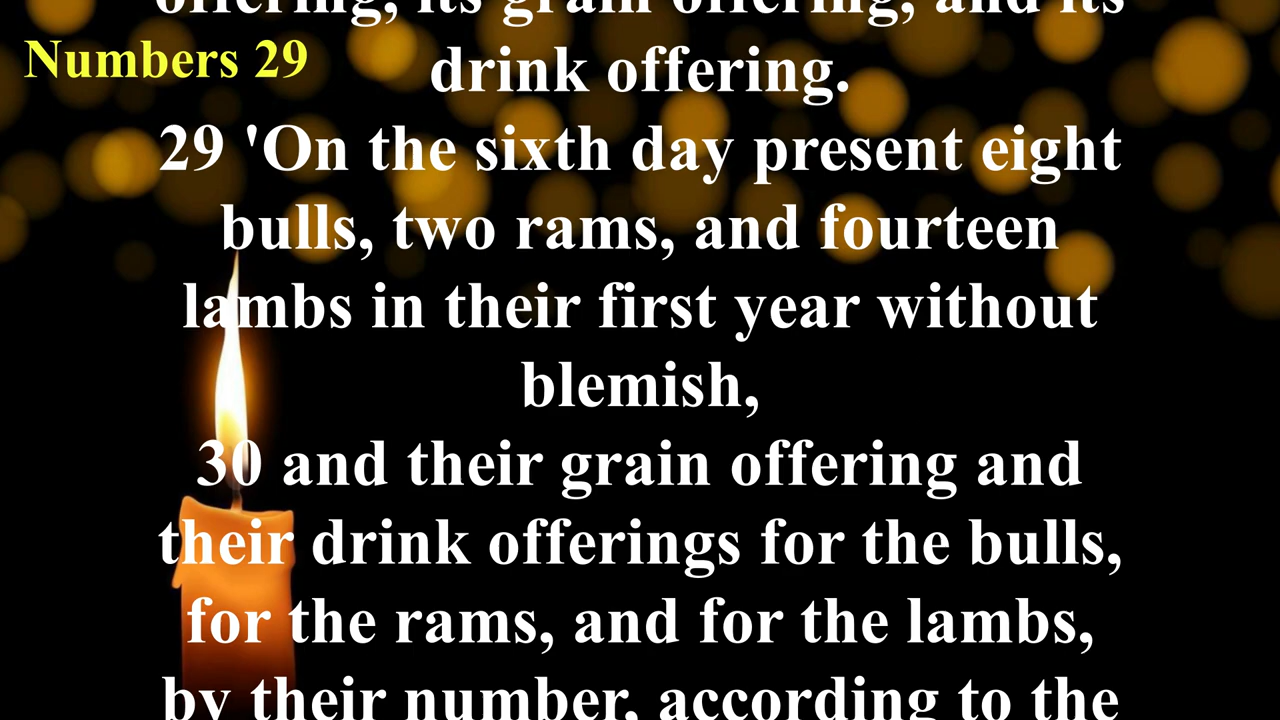 offering, its grain offering, and its
Numbers 29
drink offering.
29 'On the sixth day present eight
bulls, two rams, and fourteen
lambs in their first year without
blemish,
30 and their grain offering and
their drink offerings for the bulls,
for the rams, and for the lambs,
by their number, according to the